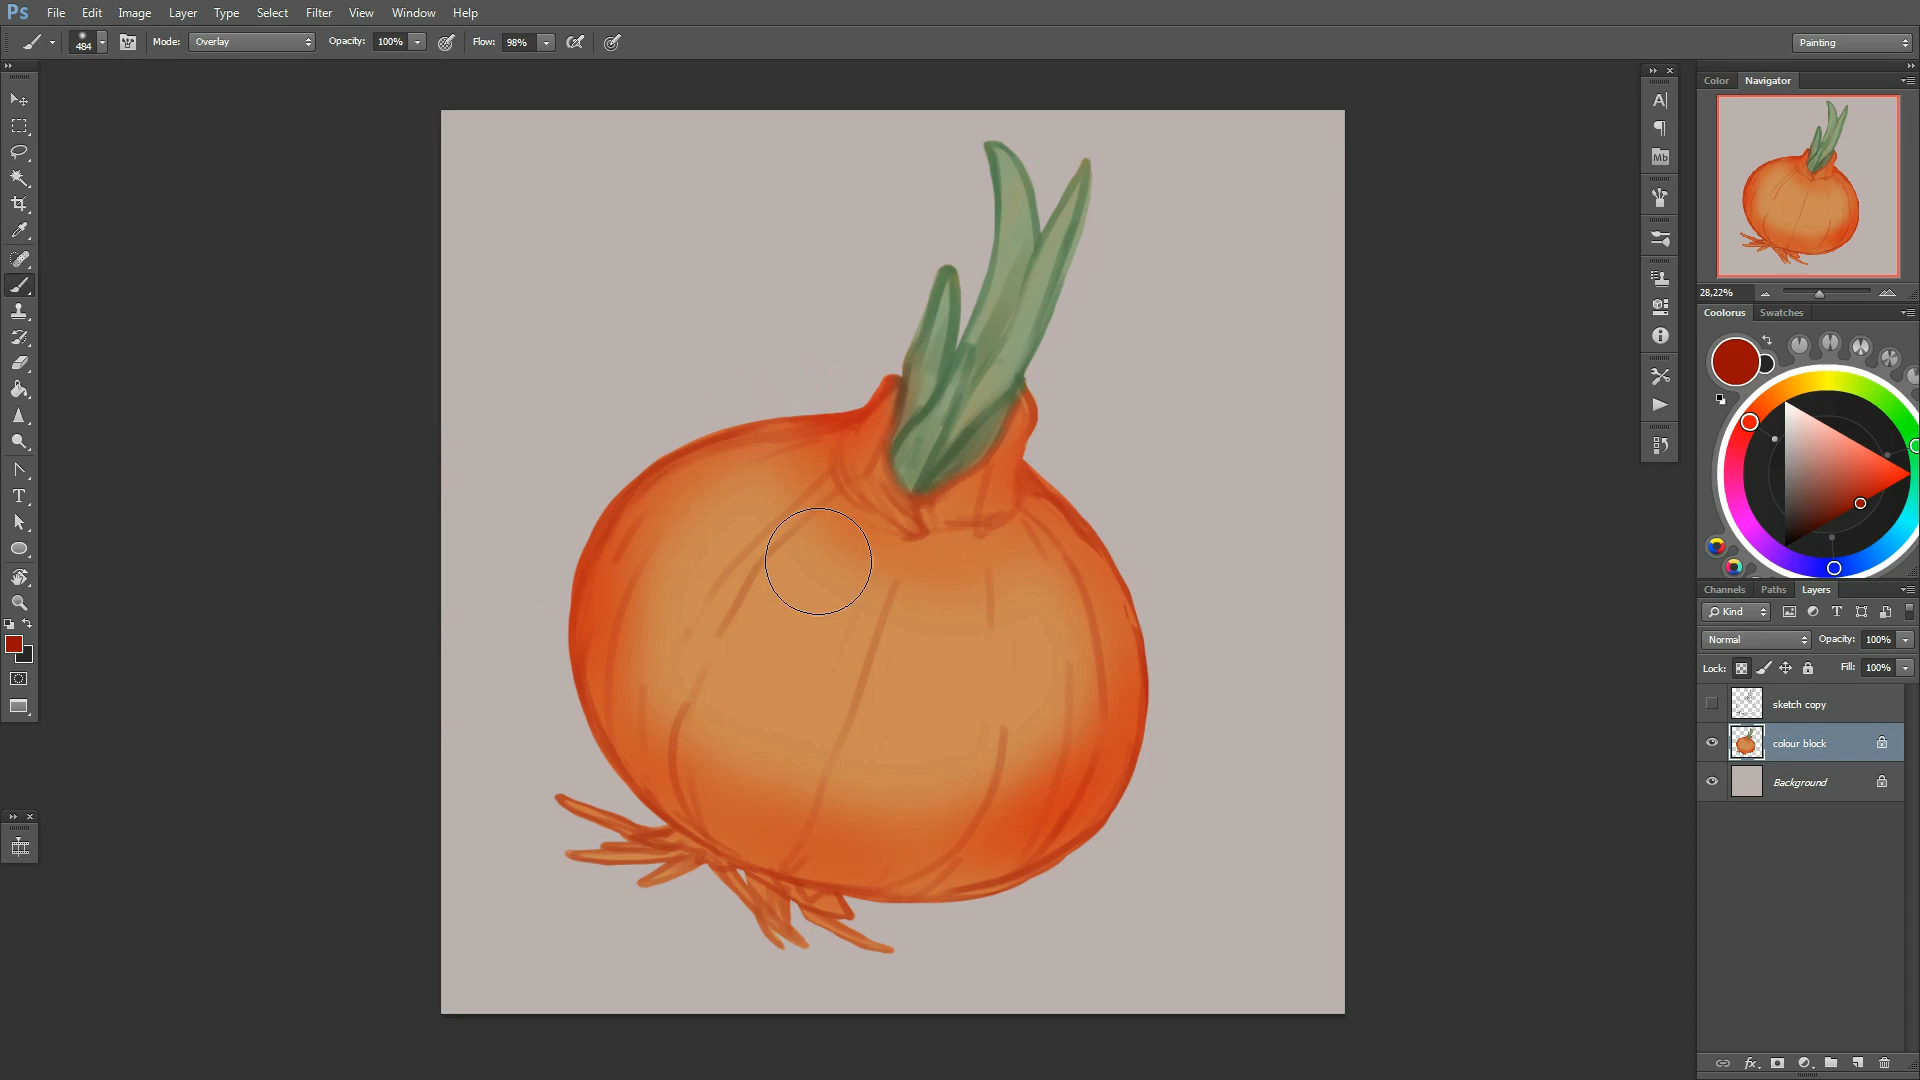 Ps File Edit Image Layer Type Select Filter View Window Help
484 Mode: Overlay Opacity: 100% Flow: 98% Painting
Color Navigator
A
Mb
28,22%
Coolorus Swatches
T
Channels Paths Layers
Kind T
Normal Opacity: 100%
Lock: Fill: 100%
sketch copy
colour block
Background
fx